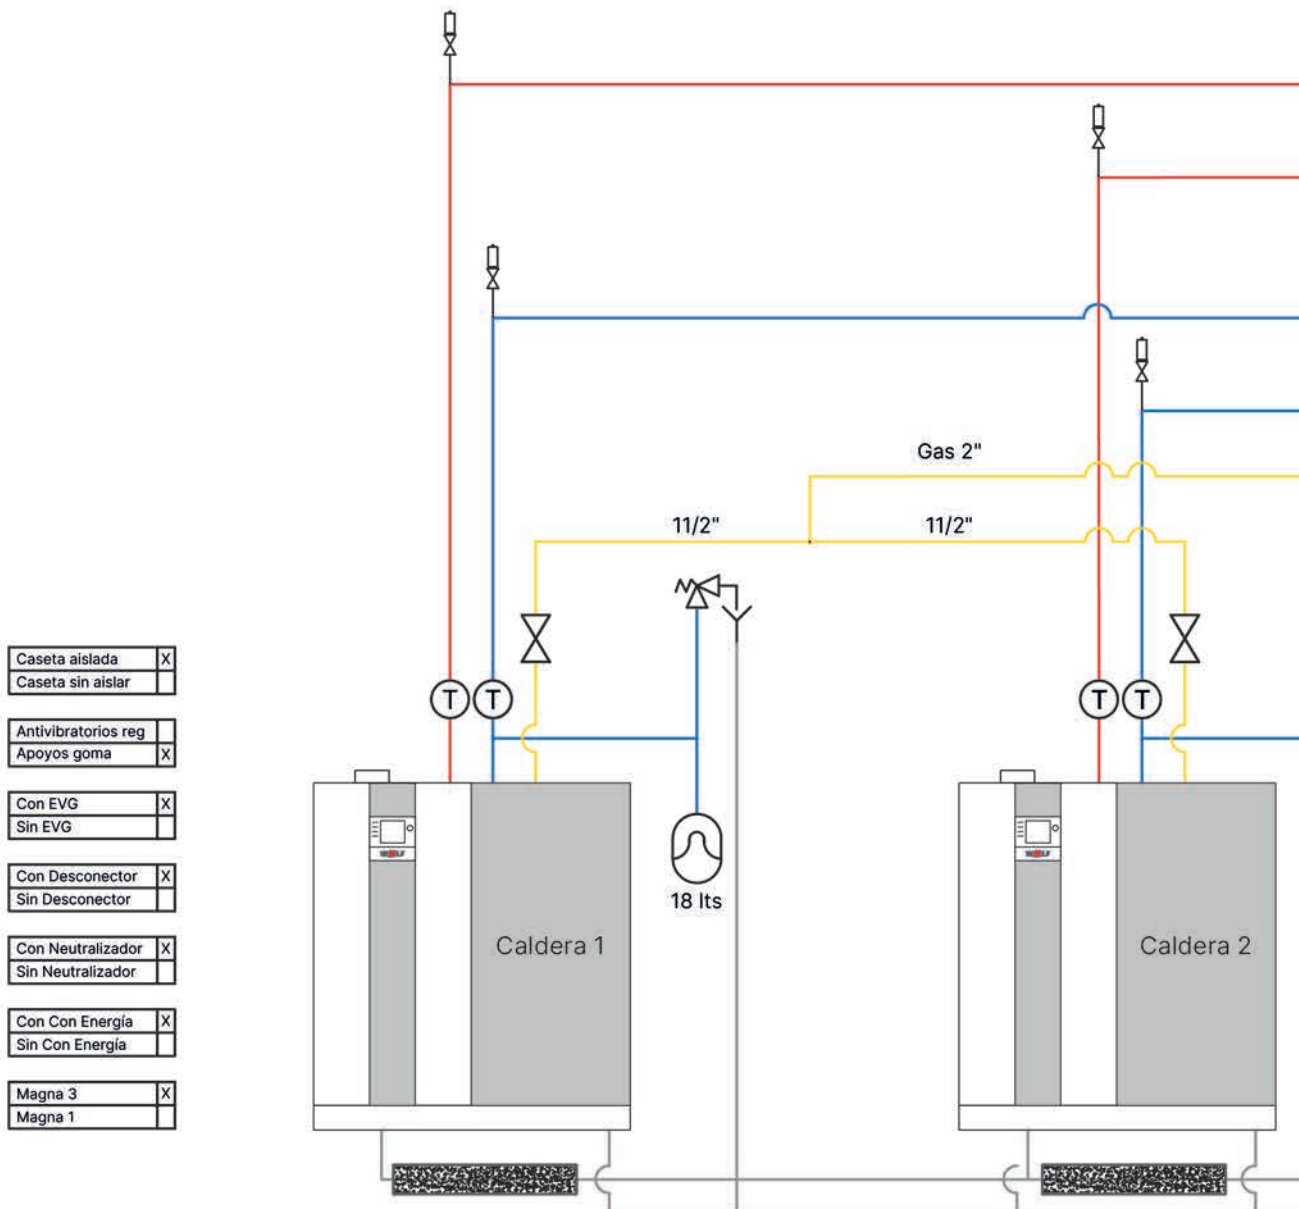 Gas 2"
11/2"
11/2"
Caseta aislada X
Caseta sin aislar
T T
T T
Antivibratorios reg
Apoyos goma X
Con EVG X
Sin EVG
WOLF
WOLF
Con Desconector X
Sin Desconector
18 lts
Con Neutralizador X
Sin Neutralizador
Caldera 1
Caldera 2
Con Con Energía X
Sin Con Energía
Magna 3 X
Magna 1